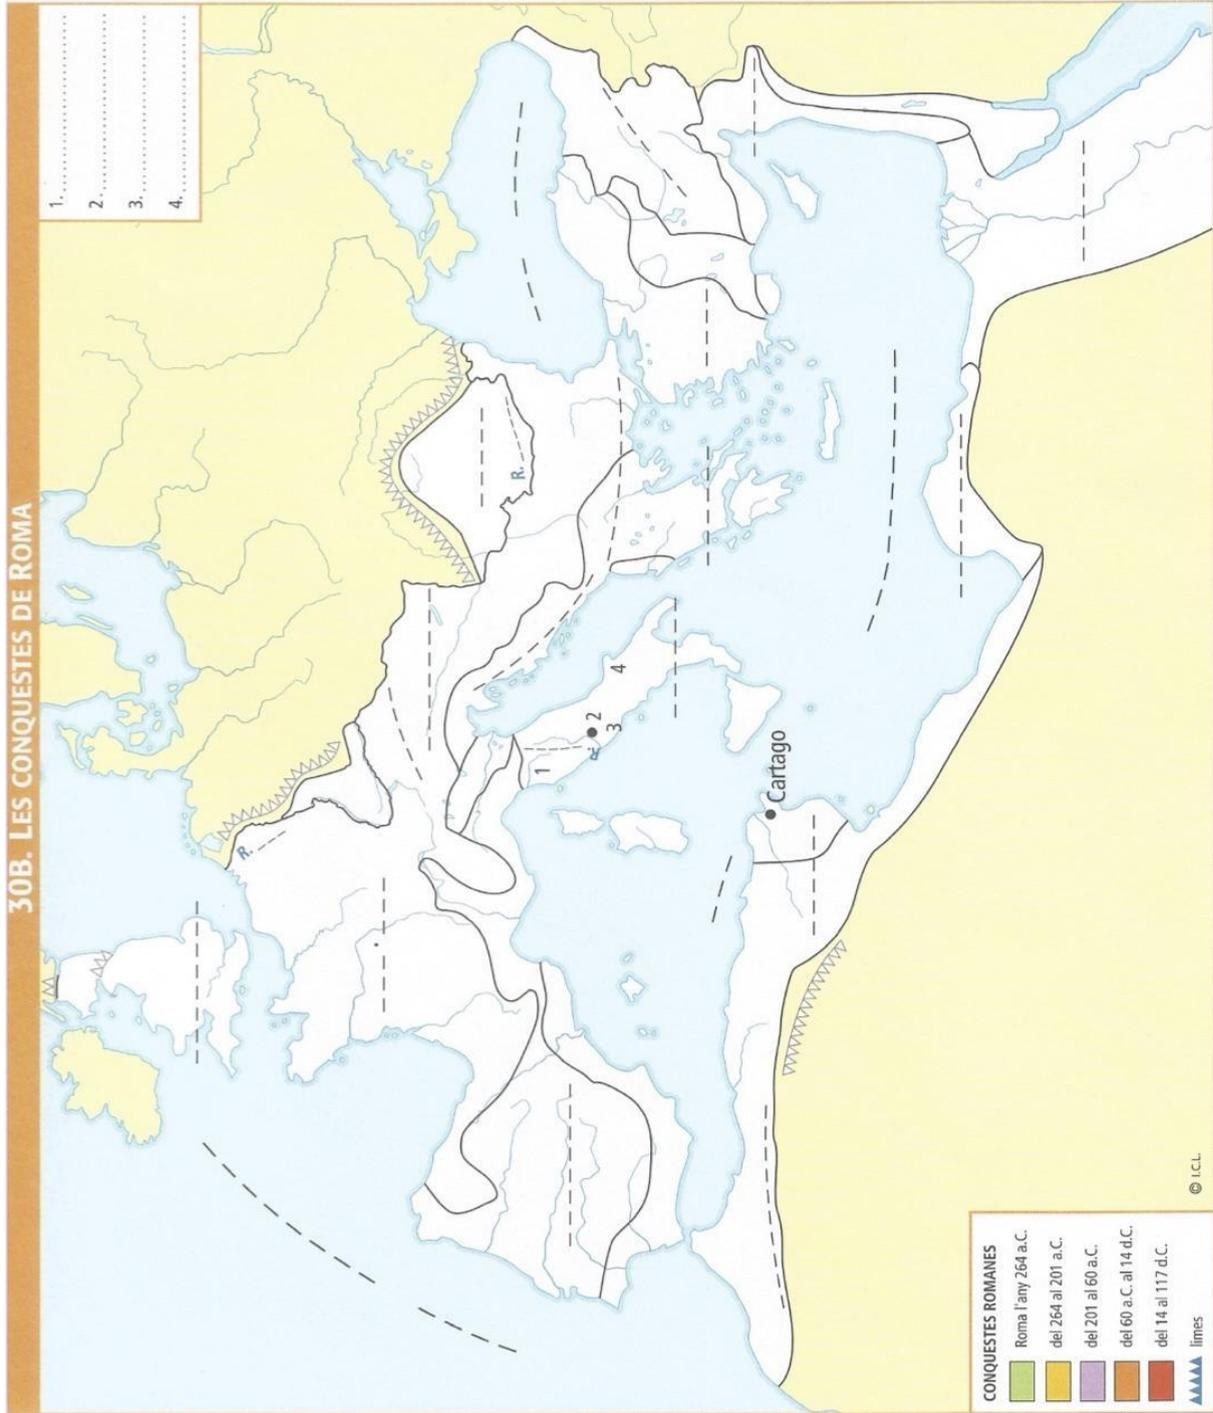 30B. LES CONQUESTES DE ROMA
1.
2.
3.
4.
R.
R.
1
R.
2
3
4
Cartago
CONQUESTES ROMANES
Roma l'any 264 a.C.
del 264 al 201 a.C.
del 201 al 60 a.C.
del 60 a.C. al 14 d.C.
del 14 al 117 d.C.
limes
© I.C.L.